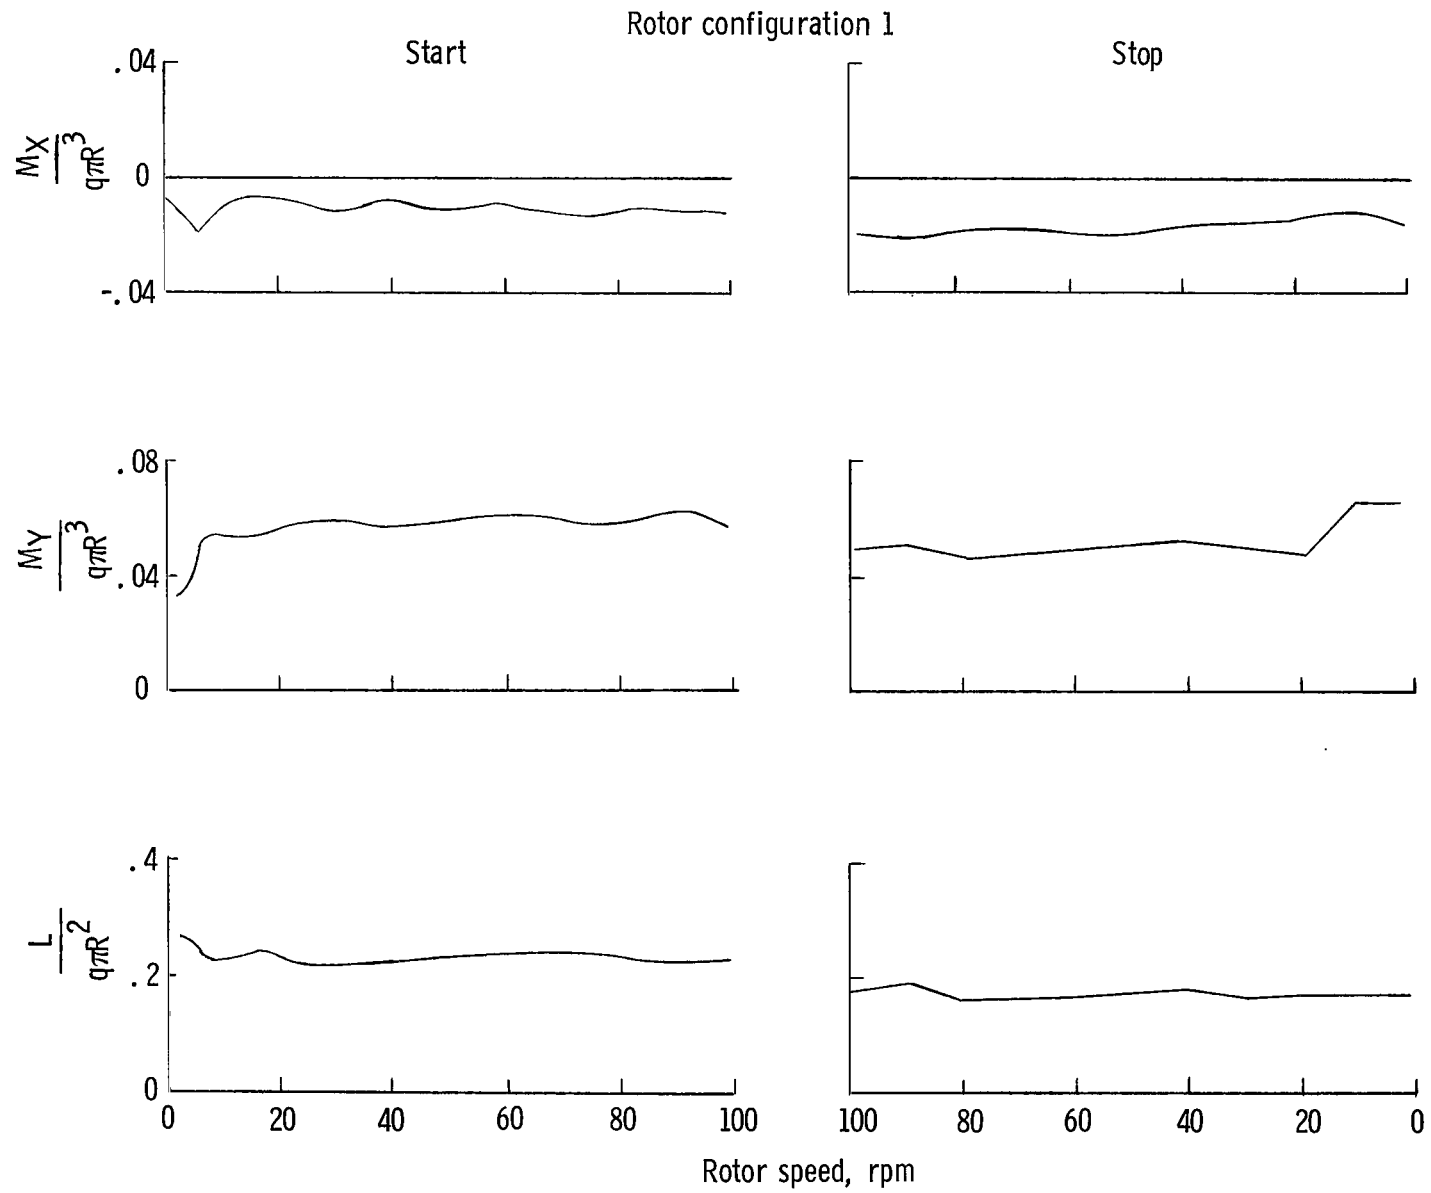 Rotor configuration 1
Start
Stop
.04
0
-.04
MX
qπR3
.08
.04
0
MY
qπR3
.4
.2
0
L
qπR2
0 20 40 60 80 100
100 80 60 40 20 0
Rotor speed, rpm